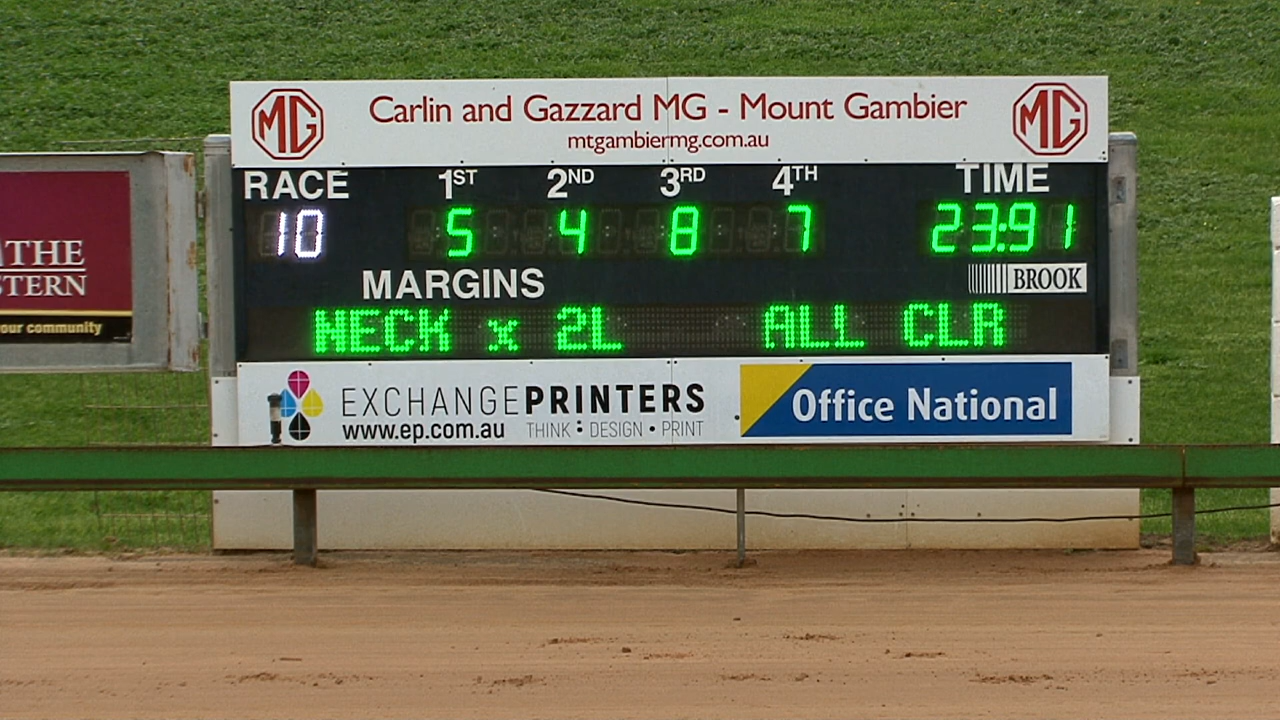 MG Carlin and Gazzard MG - Mount Gambier MG
mtgambiermg.com.au
RACE 1ST 2ND 3RD 4TH TIME
10 5 4 8 7 23:91
MARGINS BROOK
NECK x 2L ALL CLR
THE
STERN
our community
EXCHANGEPRINTERS
www.ep.com.au THINK : DESIGN • PRINT
Office National